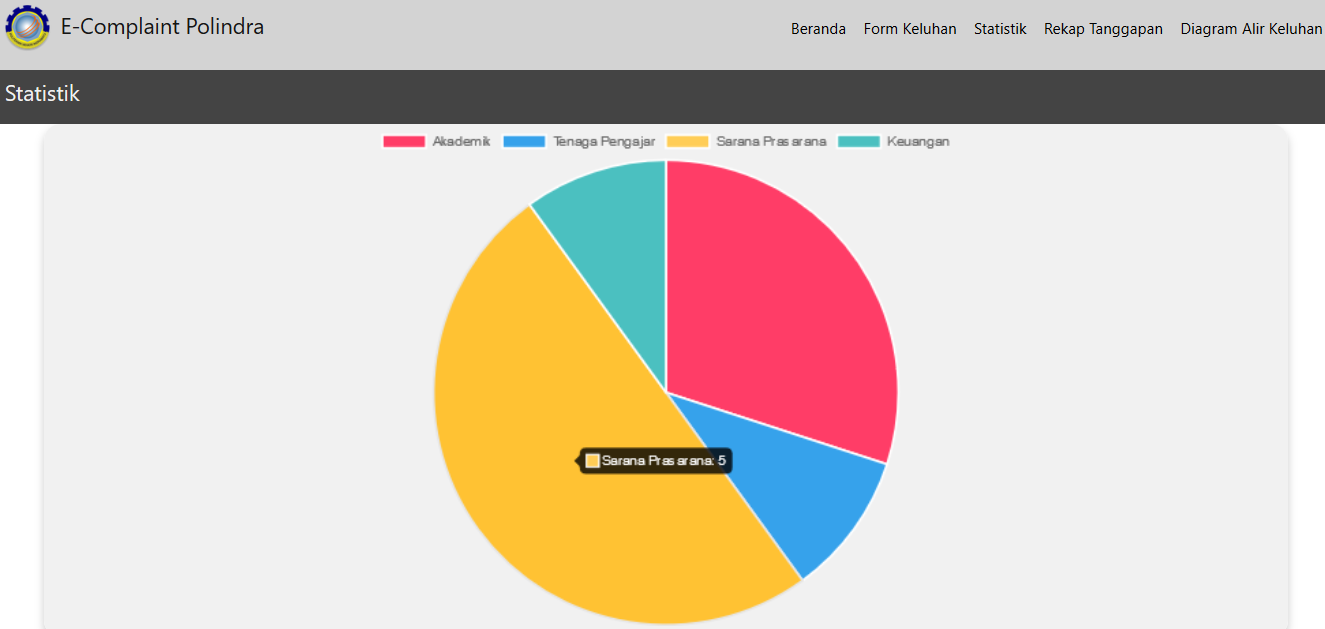 E-Complaint Polindra
Beranda Form Keluhan Statistik Rekap Tanggapan Diagram Alir Keluhan
Statistik
Akademik Tenaga Pengajar Sarana Prasarana Keuangan
Sarana Prasarana: 5